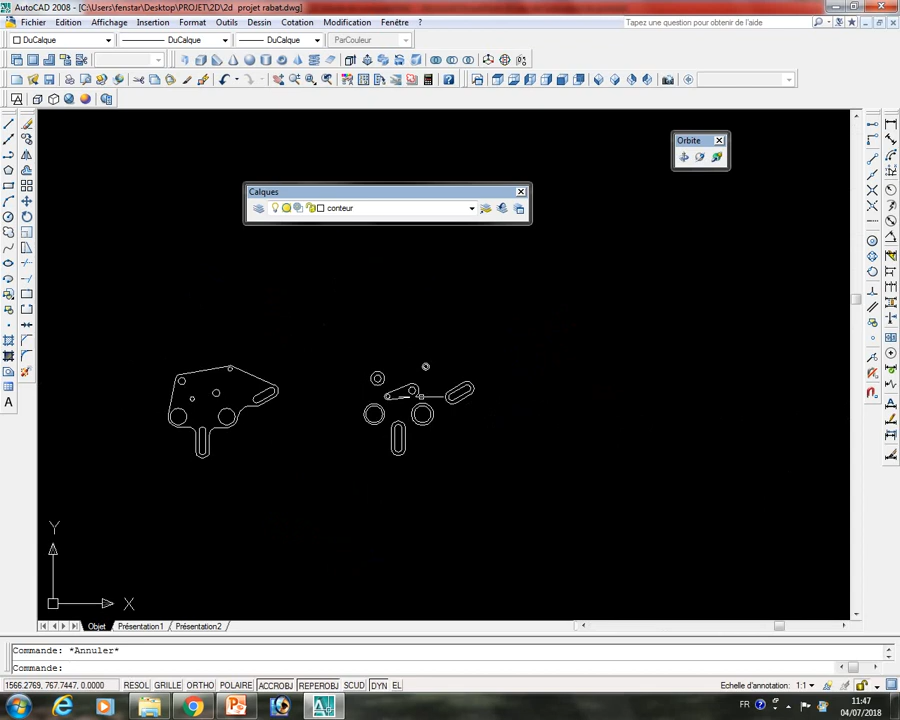 AutoCAD 2008 - [C:\Users\fenstar\Desktop\PROJET\2D\2d projet rabat.dwg]
Fichier Edition Affichage Insertion Format Outils Dessin Cotation Modification Fenêtre ?
Tapez une question pour obtenir de l'aide
DuCalque DuCalque DuCalque ParCouleur
Orbite
Calques
conteur
Y
X
Objet Présentation1 Présentation2
Commande: *Annuler*
Commande:
1566.2769, 767.7447, 0.0000 RESOL GRILLE ORTHO POLAIRE ACCROBJ REPEROBJ SCUD DYN EL Echelle d'annotation: 1:1
FR 11:47
04/07/2018